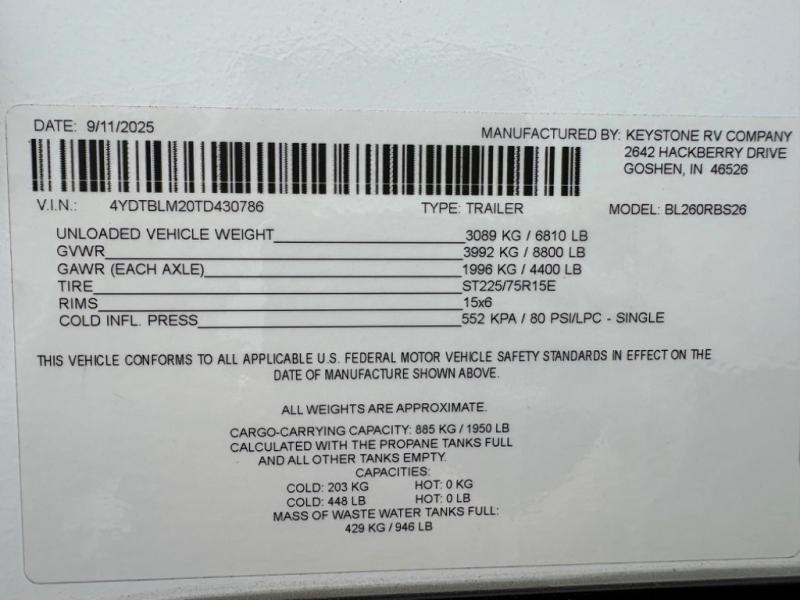 DATE: 9/11/2025
MANUFACTURED BY: KEYSTONE RV COMPANY
2642 HACKBERRY DRIVE
GOSHEN, IN 46526
V.I.N.: 4YDTBLM20TD430786 TYPE: TRAILER MODEL: BL260RBS26
UNLOADED VEHICLE WEIGHT 3089 KG / 6810 LB
GVWR 3992 KG / 8800 LB
GAWR (EACH AXLE) 1996 KG / 4400 LB
TIRE ST225/75R15E
RIMS 15x6
COLD INFL. PRESS 552 KPA / 80 PSI/LPC - SINGLE
THIS VEHICLE CONFORMS TO ALL APPLICABLE U.S. FEDERAL MOTOR VEHICLE SAFETY STANDARDS IN EFFECT ON THE
DATE OF MANUFACTURE SHOWN ABOVE.
ALL WEIGHTS ARE APPROXIMATE.
CARGO-CARRYING CAPACITY: 885 KG / 1950 LB
CALCULATED WITH THE PROPANE TANKS FULL
AND ALL OTHER TANKS EMPTY.
CAPACITIES:
COLD: 203 KG HOT: 0 KG
COLD: 448 LB HOT: 0 LB
MASS OF WASTE WATER TANKS FULL:
429 KG / 946 LB